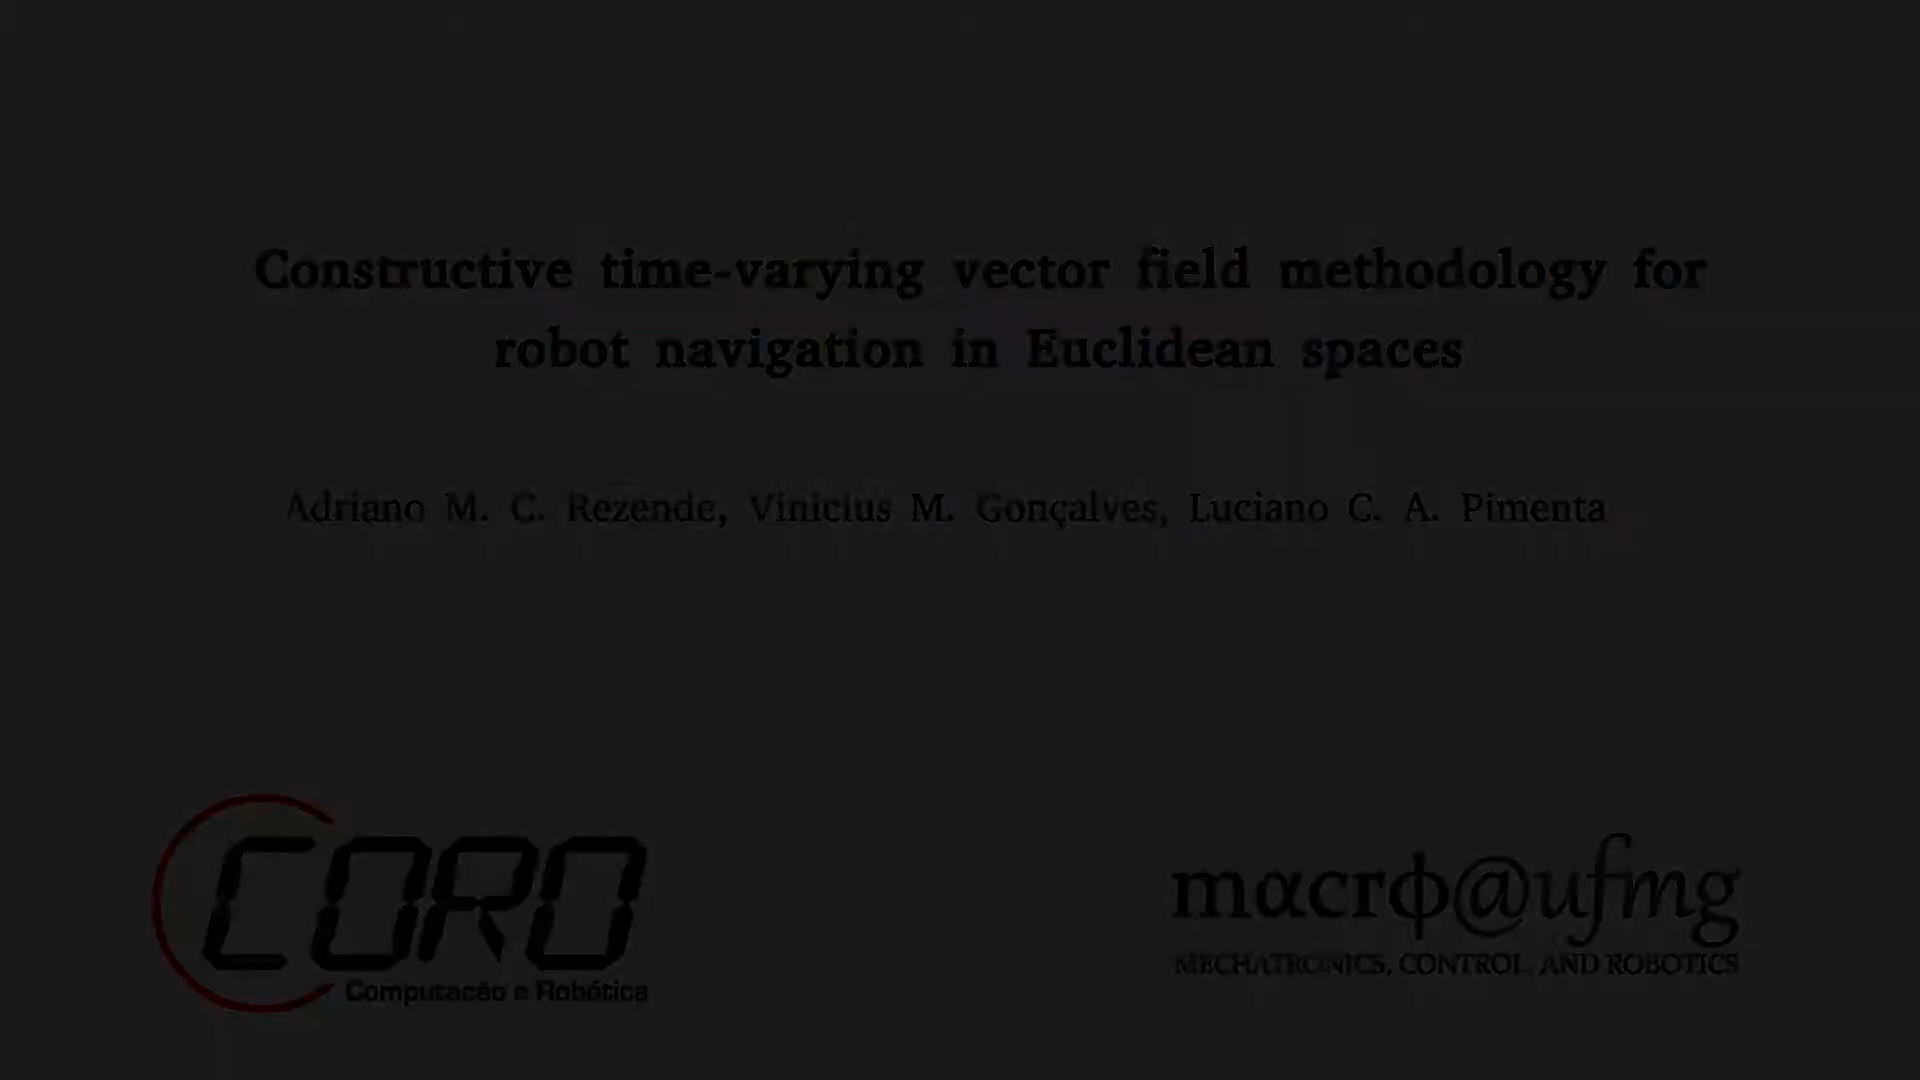 Constructive time-varying vector field methodology for
robot navigation in Euclidean spaces
Adriano M. C. Rezende, Vinicius M. Gonçalves, Luciano C. A. Pimenta
CORO
Computação e Robótica
mαcrϕ@ufmg
MECHATRONICS, CONTROL, AND ROBOTICS